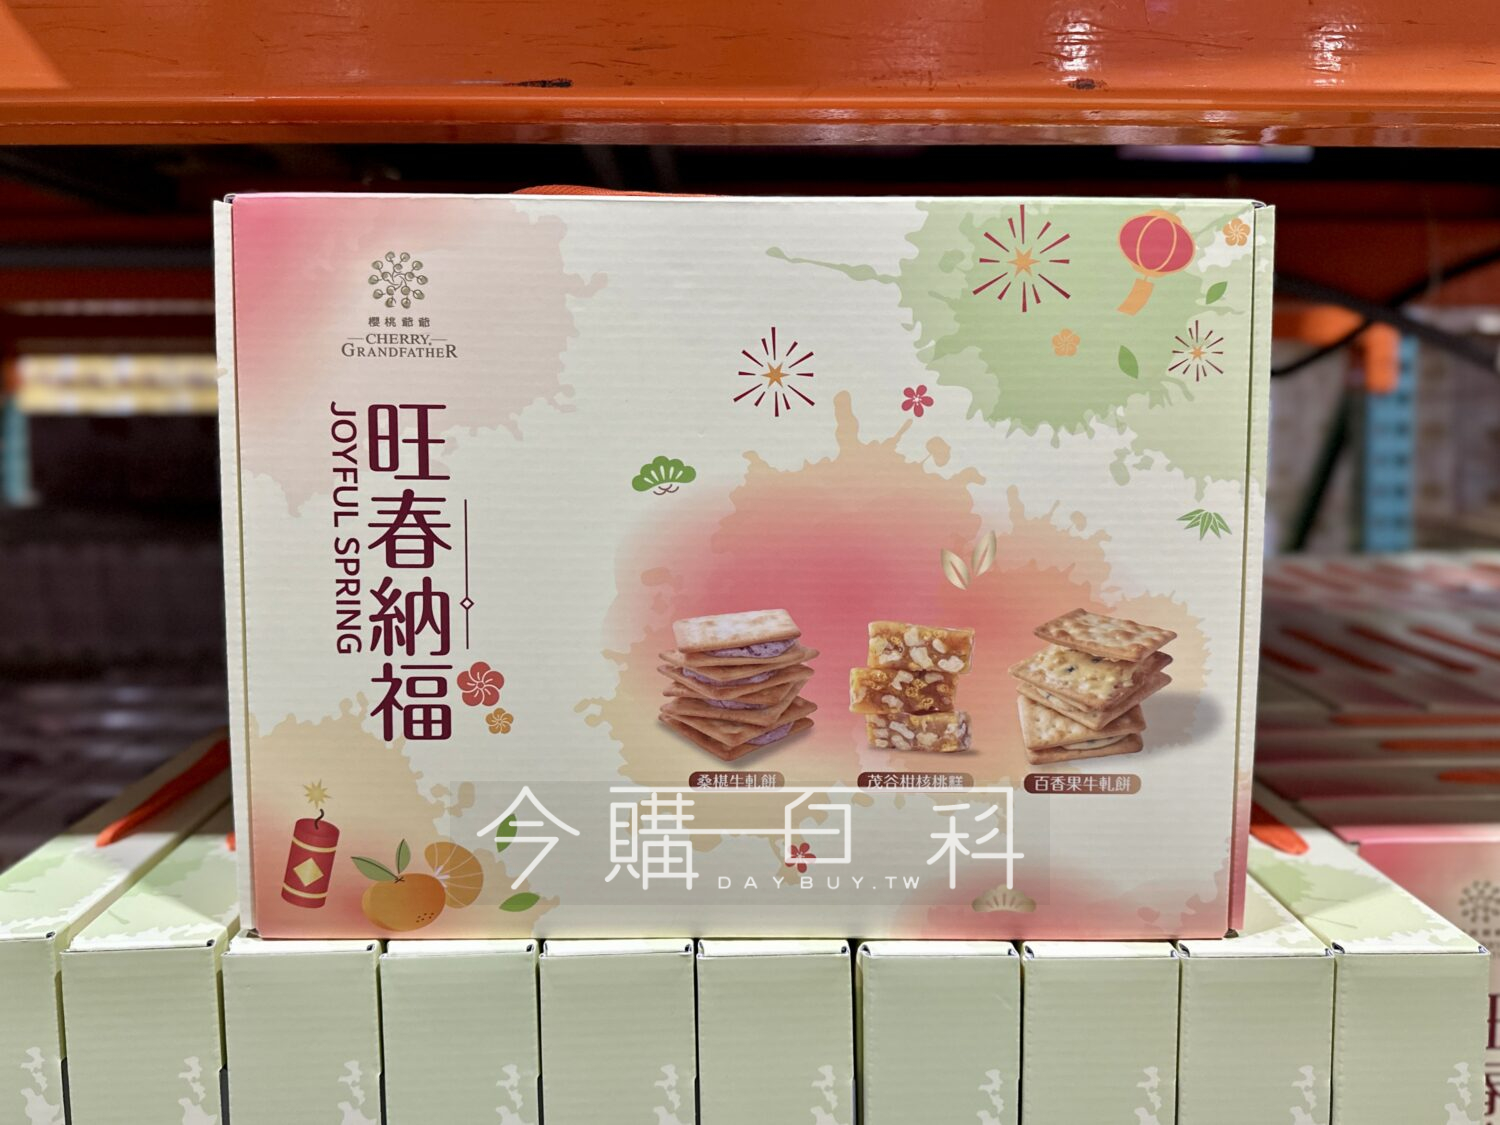 櫻桃爺爺
CHERRY
GRANDFATHER
旺春納福
JOYFUL SPRING
桑椹牛軋餅
茂谷柑核桃糕
百香果牛軋餅
今購百科
DAYBUY.TW